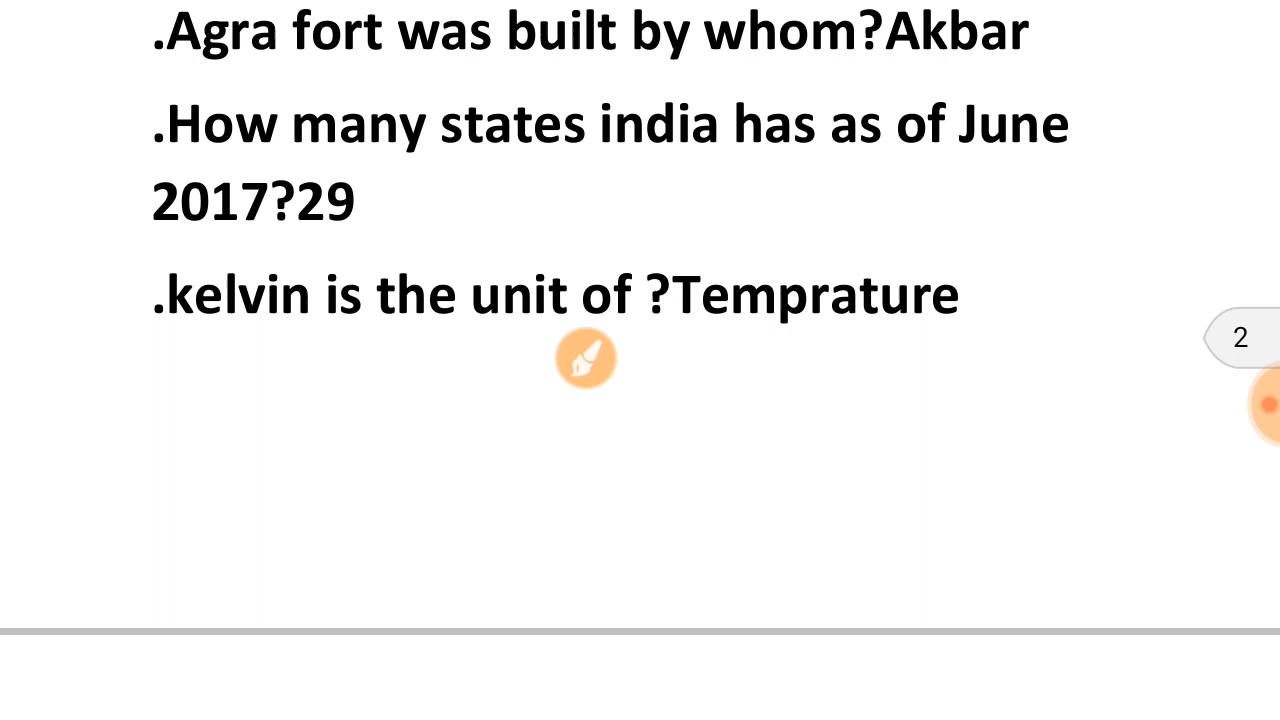 .Agra fort was built by whom?Akbar
.How many states india has as of June
2017?29
.kelvin is the unit of ?Temprature
2